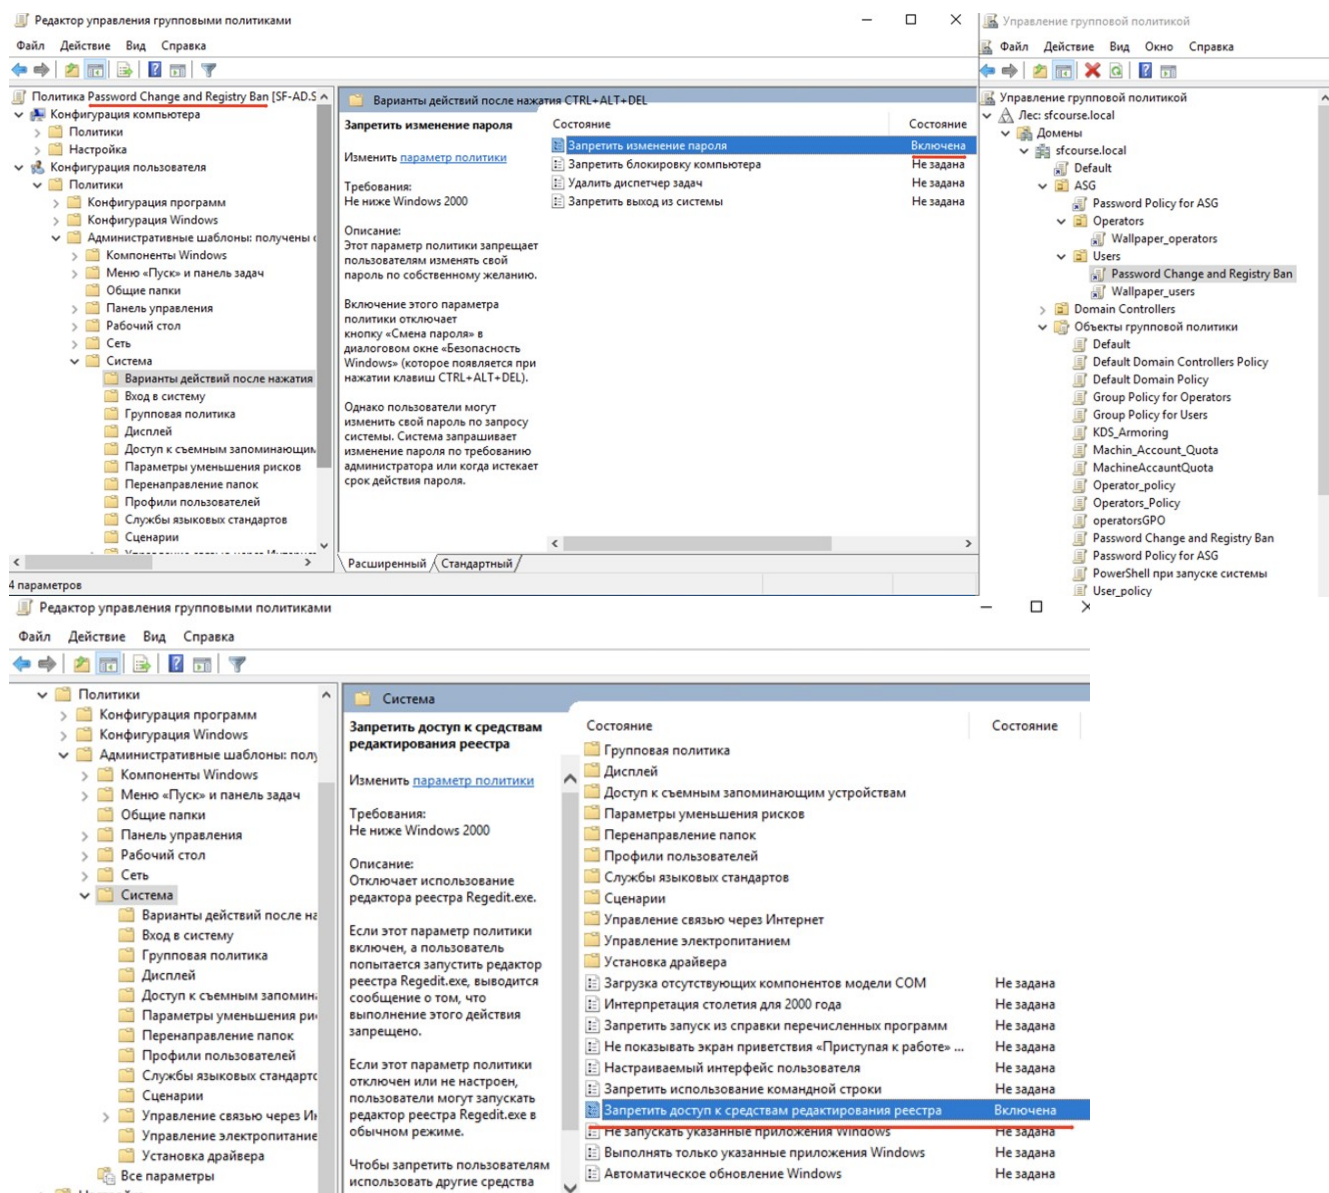 Редактор управления групповыми политиками
Файл Действие Вид Справка
Политика Password Change and Registry Ban [SF-AD.S
Конфигурация компьютера
Политики
Настройка
Конфигурация пользователя
Политики
Конфигурация программ
Конфигурация Windows
Административные шаблоны: получены
Компоненты Windows
Меню «Пуск» и панель задач
Общие папки
Панель управления
Рабочий стол
Сеть
Система
Варианты действий после нажатия
Вход в систему
Групповая политика
Дисплей
Доступ к съемным запоминающим
Параметры уменьшения рисков
Перенаправление папок
Профили пользователей
Службы языковых стандартов
Сценарии
4 параметров
Варианты действий после нажатия CTRL+ALT+DEL
Запретить изменение пароля
Изменить параметр политики
Требования:
Не ниже Windows 2000
Описание:
Этот параметр политики запрещает
пользователям изменять свой
пароль по собственному желанию.
Включение этого параметра
политики отключает
кнопку «Смена пароля» в
диалоговом окне «Безопасность
Windows» (которое появляется при
нажатии клавиш CTRL+ALT+DEL).
Однако пользователи могут
изменить свой пароль по запросу
системы. Система запрашивает
изменение пароля по требованию
администратора или когда истекает
срок действия пароля.
Состояние Состояние
Запретить изменение пароля Включена
Запретить блокировку компьютера Не задана
Удалить диспетчер задач Не задана
Запретить выход из системы Не задана
Расширенный Стандартный
Управление групповой политикой
Файл Действие Вид Окно Справка
Управление групповой политикой
Лес: sfcourse.local
Домены
sfcourse.local
Default
ASG
Password Policy for ASG
Operators
Wallpaper_operators
Users
Password Change and Registry Ban
Wallpaper_users
Domain Controllers
Объекты групповой политики
Default
Default Domain Controllers Policy
Default Domain Policy
Group Policy for Operators
Group Policy for Users
KDS_Armoring
Machin_Account_Quota
MachineAccauntQuota
Operator_policy
Operators_Policy
operatorsGPO
Password Change and Registry Ban
Password Policy for ASG
PowerShell при запуске системы
User_policy
Редактор управления групповыми политиками
Файл Действие Вид Справка
Политики
Конфигурация программ
Конфигурация Windows
Административные шаблоны: полу
Компоненты Windows
Меню «Пуск» и панель задач
Общие папки
Панель управления
Рабочий стол
Сеть
Система
Варианты действий после на
Вход в систему
Групповая политика
Дисплей
Доступ к съемным запомин
Параметры уменьшения ри
Перенаправление папок
Профили пользователей
Службы языковых стандартс
Сценарии
Управление связью через И
Управление электропитание
Установка драйвера
Все параметры
Система
Запретить доступ к средствам
редактирования реестра
Изменить параметр политики
Требования:
Не ниже Windows 2000
Описание:
Отключает использование
редактора реестра Regedit.exe.
Если этот параметр политики
включен, а пользователь
попытается запустить редактор
реестра Regedit.exe, выводится
сообщение о том, что
выполнение этого действия
запрещено.
Если этот параметр политики
отключен или не настроен,
пользователи могут запускать
редактор реестра Regedit.exe в
обычном режиме.
Чтобы запретить пользователям
использовать другие средства
Состояние Состояние
Групповая политика
Дисплей
Доступ к съемным запоминающим устройствам
Параметры уменьшения рисков
Перенаправление папок
Профили пользователей
Службы языковых стандартов
Сценарии
Управление связью через Интернет
Управление электропитанием
Установка драйвера
Загрузка отсутствующих компонентов модели COM Не задана
Интерпретация столетия для 2000 года Не задана
Запретить запуск из справки перечисленных программ Не задана
Не показывать экран приветствия «Приступая к работе» ... Не задана
Настраиваемый интерфейс пользователя Не задана
Запретить использование командной строки Не задана
Запретить доступ к средствам редактирования реестра Включена
Не запускать указанные приложения Windows Не задана
Выполнять только указанные приложения Windows Не задана
Автоматическое обновление Windows Не задана